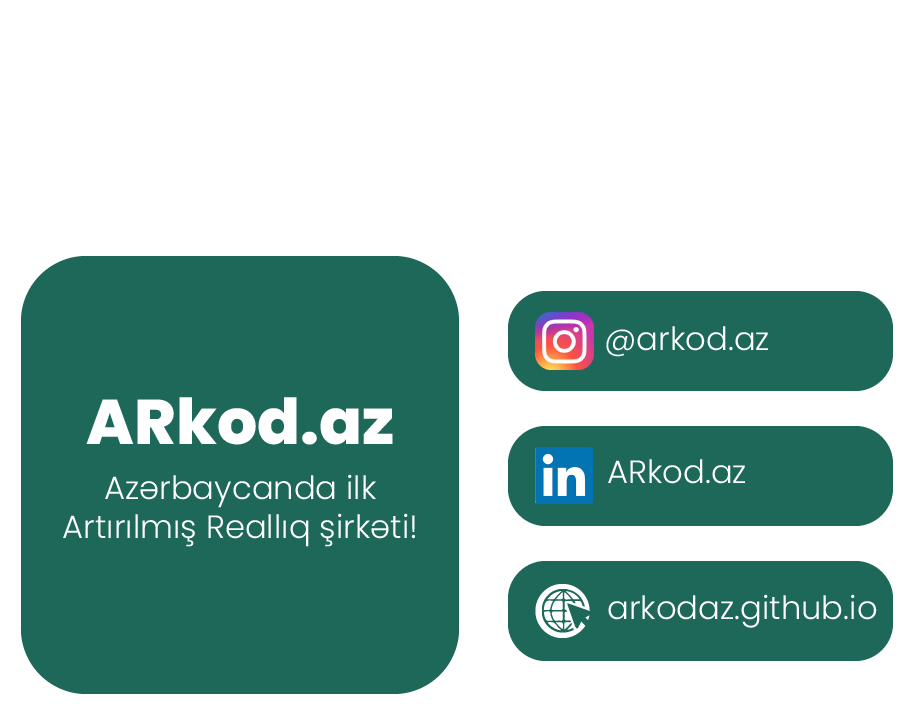 ARkod.az
Azərbaycanda ilk
Artırılmış Reallıq şirkəti!
@arkod.az
ARkod.az
arkodaz.github.io